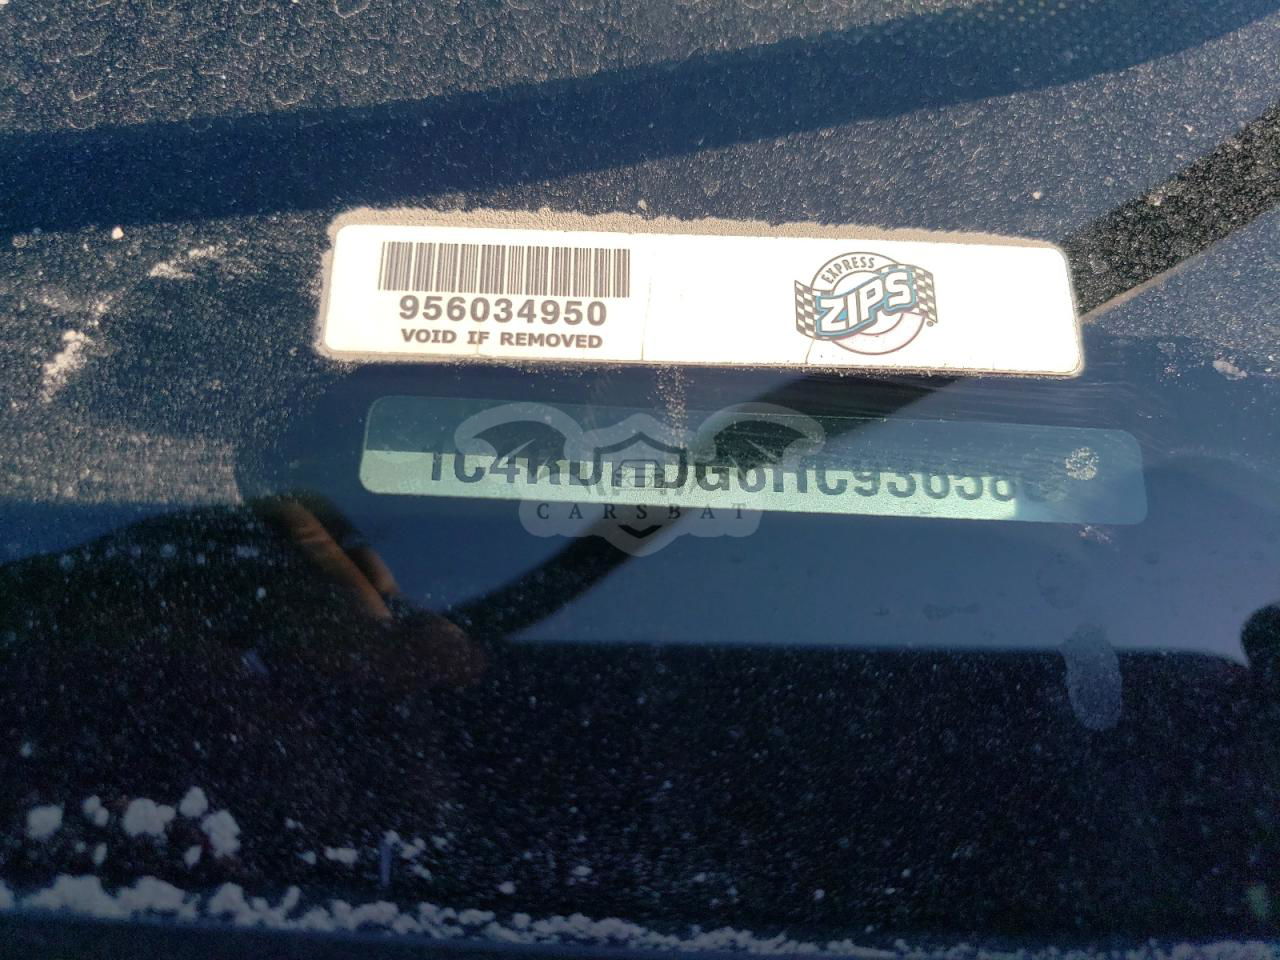 956034950
VOID IF REMOVED
EXPRESS
ZIPS
CARSBAT